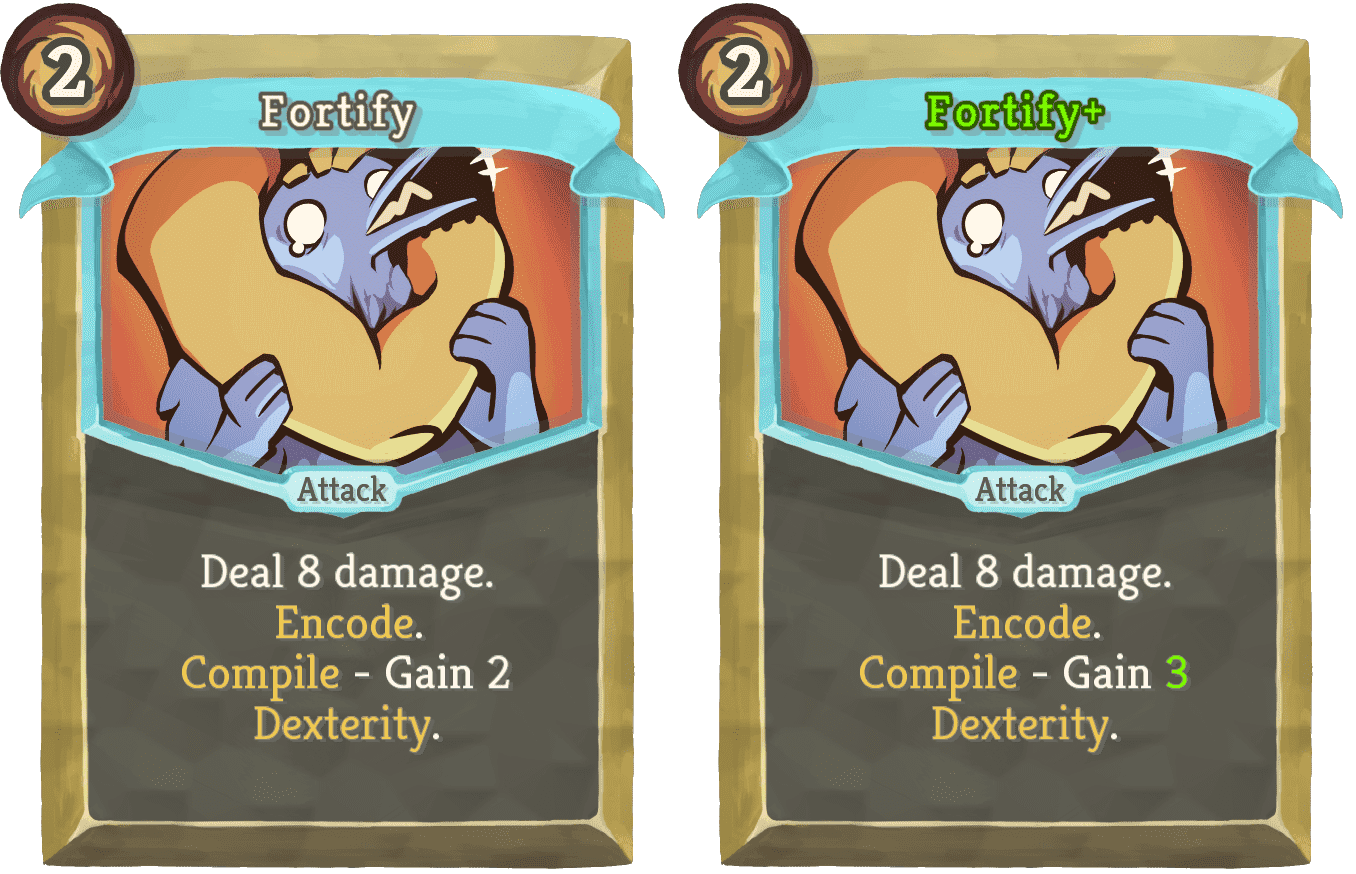 2
Fortify
Attack
Deal 8 damage.
Encode.
Compile - Gain 2
Dexterity.
2
Fortify+
Attack
Deal 8 damage.
Encode.
Compile - Gain 3
Dexterity.